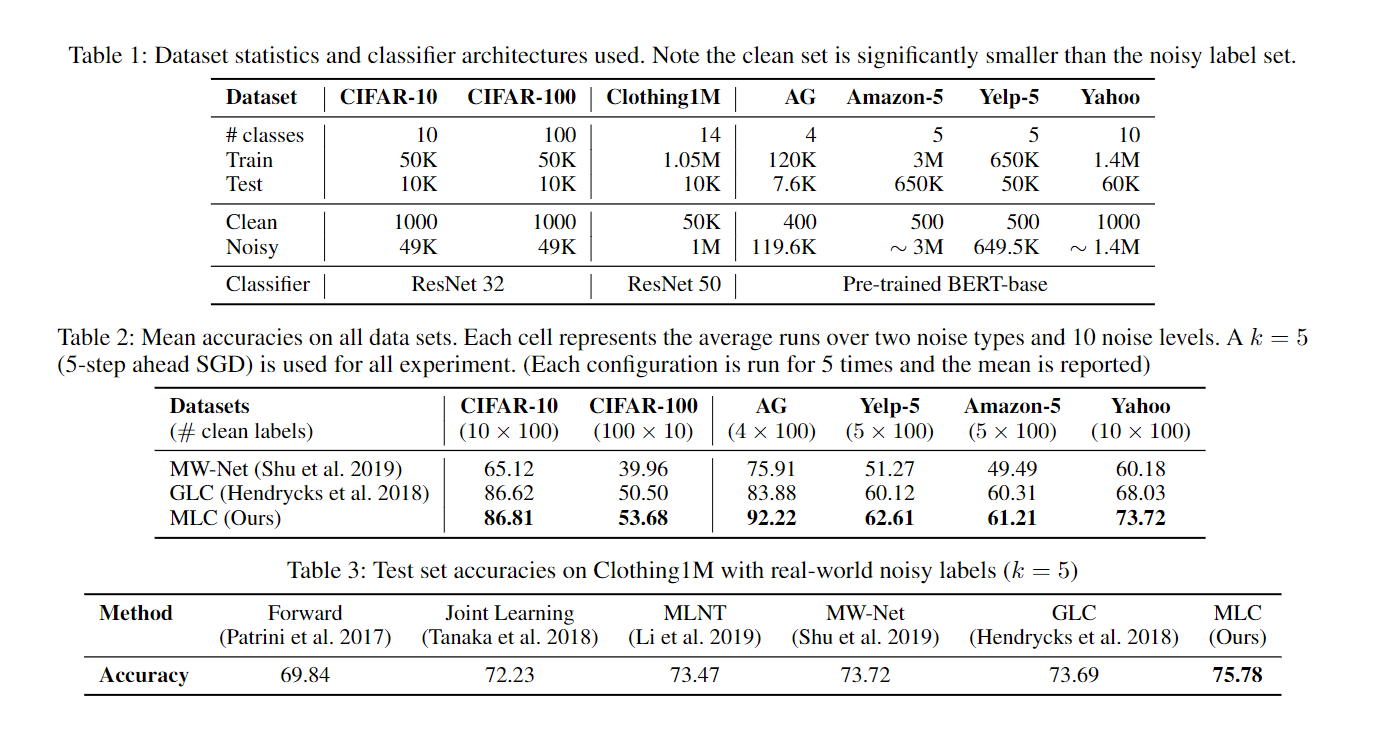 Table 1: Dataset statistics and classifier architectures used. Note the clean set is significantly smaller than the noisy label set.
Dataset CIFAR-10 CIFAR-100 Clothing1M AG Amazon-5 Yelp-5 Yahoo
# classes 10 100 14 4 5 5 10
Train 50K 50K 1.05M 120K 3M 650K 1.4M
Test 10K 10K 10K 7.6K 650K 50K 60K
Clean 1000 1000 50K 400 500 500 1000
Noisy 49K 49K 1M 119.6K ∼ 3M 649.5K ∼ 1.4M
Classifier ResNet 32 ResNet 50 Pre-trained BERT-base
Table 2: Mean accuracies on all data sets. Each cell represents the average runs over two noise types and 10 noise levels. A k = 5
(5-step ahead SGD) is used for all experiment. (Each configuration is run for 5 times and the mean is reported)
Datasets CIFAR-10 CIFAR-100 AG Yelp-5 Amazon-5 Yahoo
(# clean labels) (10 × 100) (100 × 10) (4 × 100) (5 × 100) (5 × 100) (10 × 100)
MW-Net (Shu et al. 2019) 65.12 39.96 75.91 51.27 49.49 60.18
GLC (Hendrycks et al. 2018) 86.62 50.50 83.88 60.12 60.31 68.03
MLC (Ours) 86.81 53.68 92.22 62.61 61.21 73.72
Table 3: Test set accuracies on Clothing1M with real-world noisy labels (k = 5)
Method Forward Joint Learning MLNT MW-Net GLC MLC
(Patrini et al. 2017) (Tanaka et al. 2018) (Li et al. 2019) (Shu et al. 2019) (Hendrycks et al. 2018) (Ours)
Accuracy 69.84 72.23 73.47 73.72 73.69 75.78